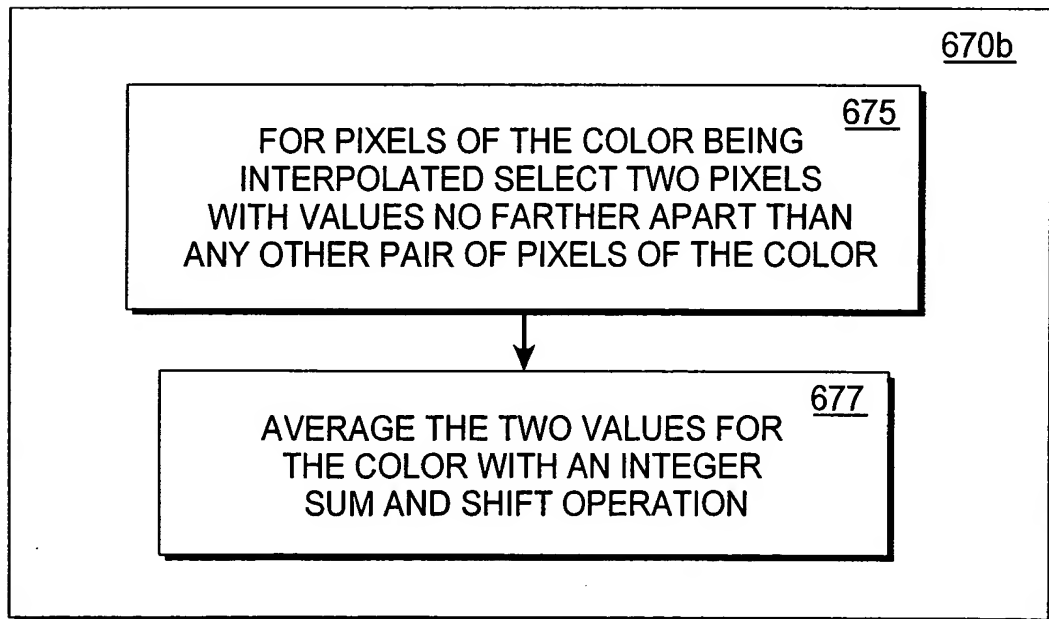 670b
675
FOR PIXELS OF THE COLOR BEING
INTERPOLATED SELECT TWO PIXELS
WITH VALUES NO FARTHER APART THAN
ANY OTHER PAIR OF PIXELS OF THE COLOR
677
AVERAGE THE TWO VALUES FOR
THE COLOR WITH AN INTEGER
SUM AND SHIFT OPERATION